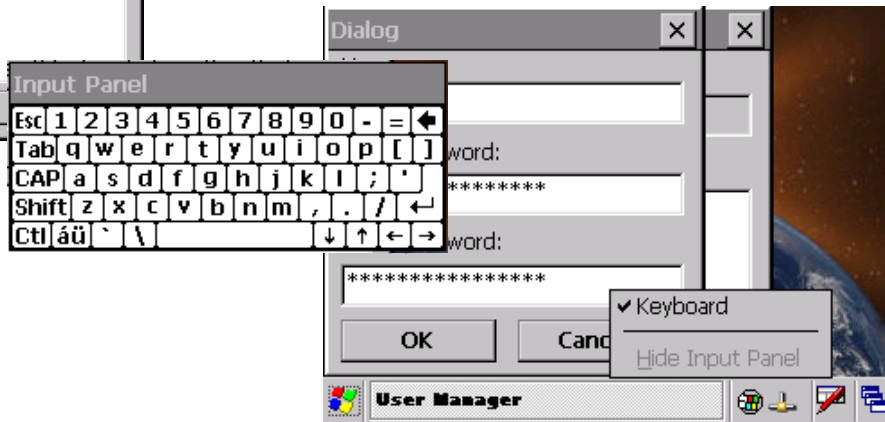 Dialog
Input Panel
Esc 1 2 3 4 5 6 7 8 9 0 - =
Tab q w e r t y u i o p [ ]
CAP a s d f g h j k l ; '
Shift z x c v b n m , . /
Ctl áü ` \
word:
********
word:
****************
OK
Canc
Keyboard
Hide Input Panel
User Manager